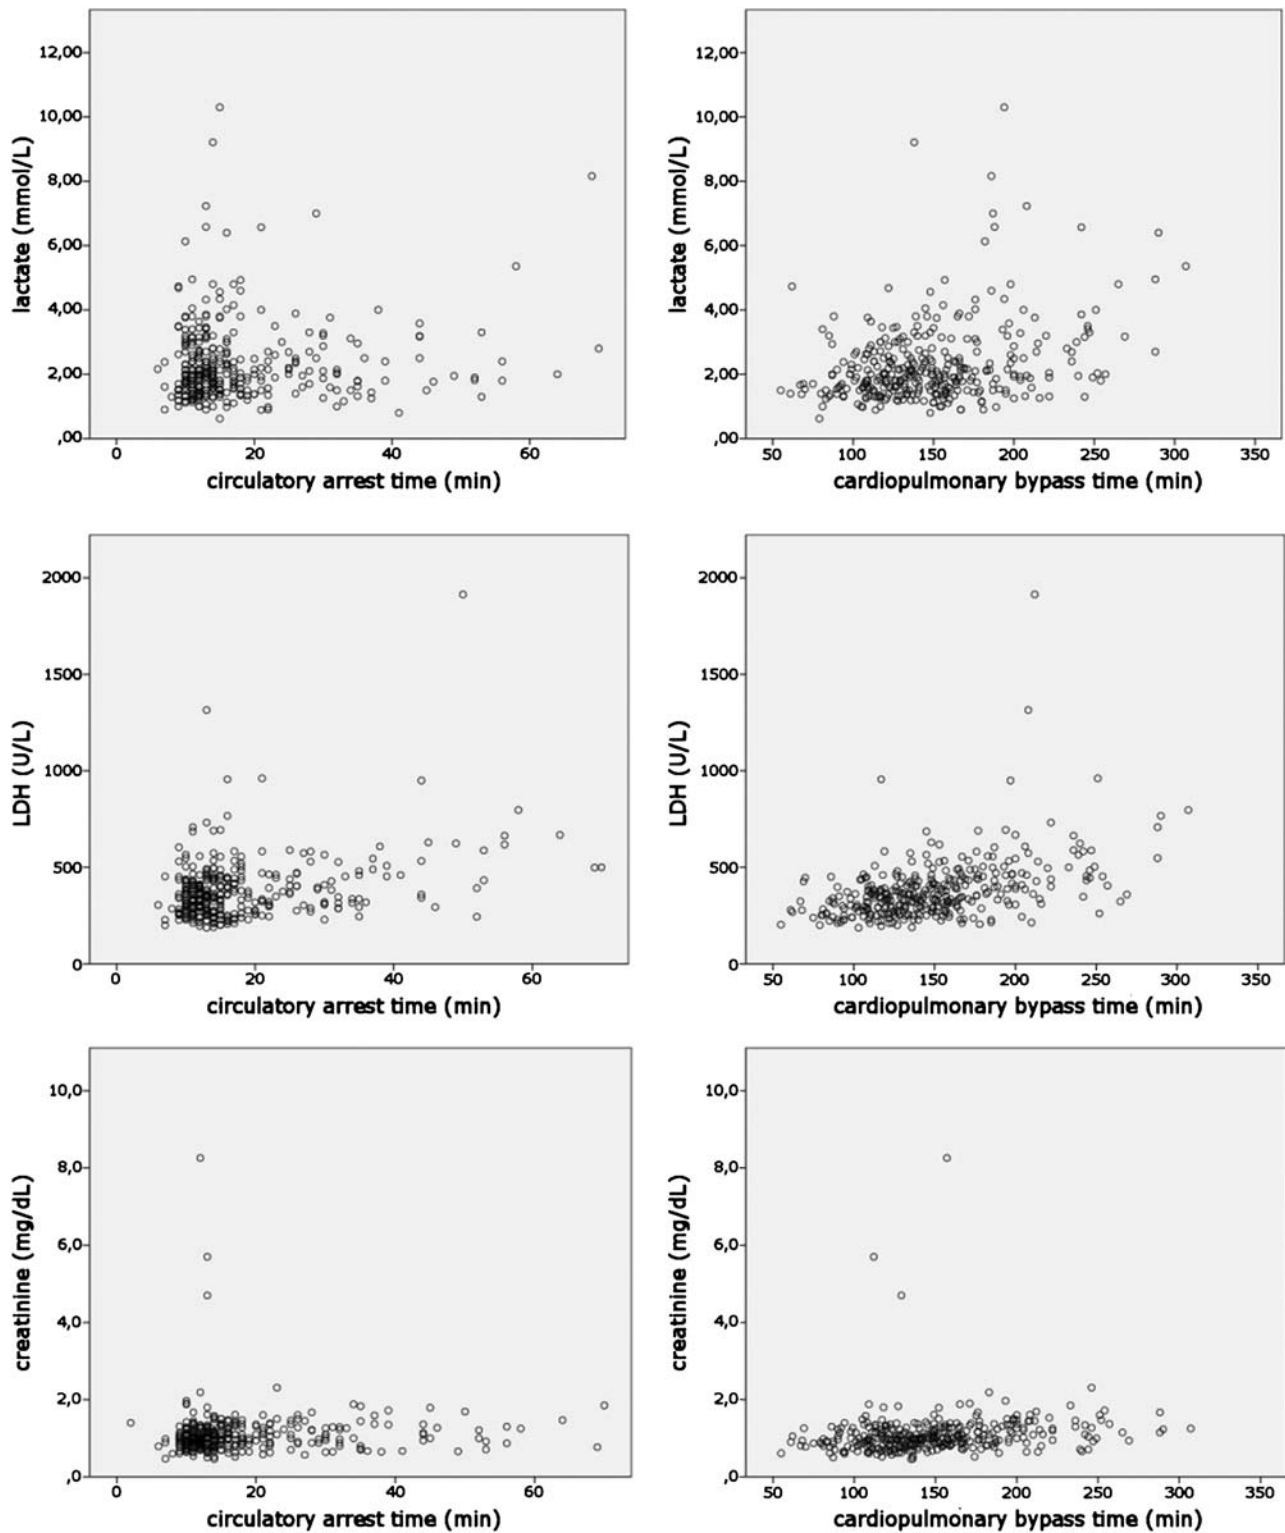 12,00
10,00
8,00
6,00
4,00
2,00
,00
lactate (mmol/L)
0 20 40 60
circulatory arrest time (min)
12,00
10,00
8,00
6,00
4,00
2,00
,00
lactate (mmol/L)
50 100 150 200 250 300 350
cardiopulmonary bypass time (min)
2000
1500
1000
500
0
LDH (U/L)
0 20 40 60
circulatory arrest time (min)
2000
1500
1000
500
0
LDH (U/L)
50 100 150 200 250 300 350
cardiopulmonary bypass time (min)
10,0
8,0
6,0
4,0
2,0
,0
creatinine (mg/dL)
0 20 40 60
circulatory arrest time (min)
10,0
8,0
6,0
4,0
2,0
,0
creatinine (mg/dL)
50 100 150 200 250 300 350
cardiopulmonary bypass time (min)